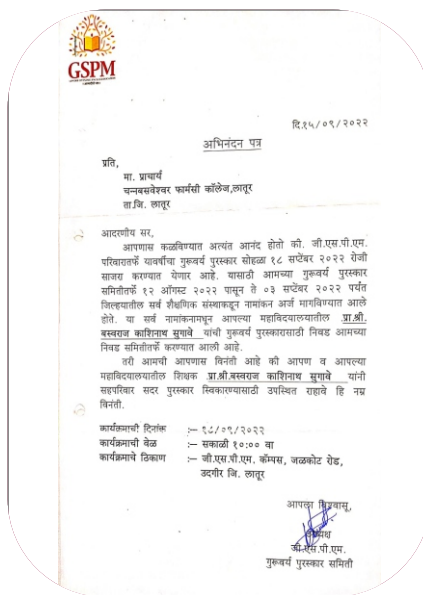 GSPM
दि.१५/०९/२०२२
अभिनंदन पत्र
प्रति,
मा. प्राचार्य
चन्नबसवेश्वर फार्मसी कॉलेज,लातूर
ता.जि. लातूर
आदरणीय सर,
आपणास कळविण्यात अत्यंत आनंद होतो की. जी.एस.पी.एम.
परिवारातर्फे यावर्षीचा गुरूवर्य पुरस्कार सोहळा १८ सप्टेंबर २०२२ रोजी
साजरा करण्यात येणार आहे. यासाठी आमच्या गुरूवर्य पुरस्कार
समितीतर्फे १२ ऑगस्ट २०२२ पासून ते ०३ सप्टेंबर २०२२ पर्यंत
जिल्हयातील सर्व शैक्षणिक संस्थाकडून नामांकन अर्ज मागविण्यात आले
होते. या सर्व नामांकनामधून आपल्या महाविदयालयातील प्रा.श्री.
बस्वराज काशिनाथ सुगावे यांची गुरूवर्य पुरस्कारासाठी निवड आमच्या
निवड समितीतर्फे करण्यात आली आहे.
तरी आमची आपणास विनंती आहे की आपण व आपल्या
महाविदयालयातील शिक्षक प्रा.श्री.बस्वराज काशिनाथ सुगावे यांनी
सहपरिवार सदर पुरस्कार स्विकारण्यासाठी उपस्थित राहावे हि नम्र
विनंती.
कार्यक्रमाची दिनांक :— १८/०९/२०२२
कार्यक्रमाची वेळ :— सकाळी १०:०० वा
कार्यक्रमाचे ठिकाण :— जी.एस.पी.एम. कॅम्पस, जळकोट रोड,
उदगीर जि. लातूर
आपला विश्वासू,
अध्यक्ष
जी.एस.पी.एम.
गुरूवर्य पुरस्कार समिती